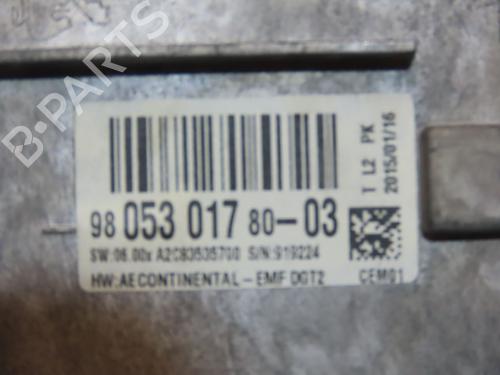 98 053 017 80-03
SW:06.00x A2C83535700 S/N:919224
HW:AE CONTINENTAL-EMF DGT2
CEM01
T L2 PK
2015/01/16
B-PARTS